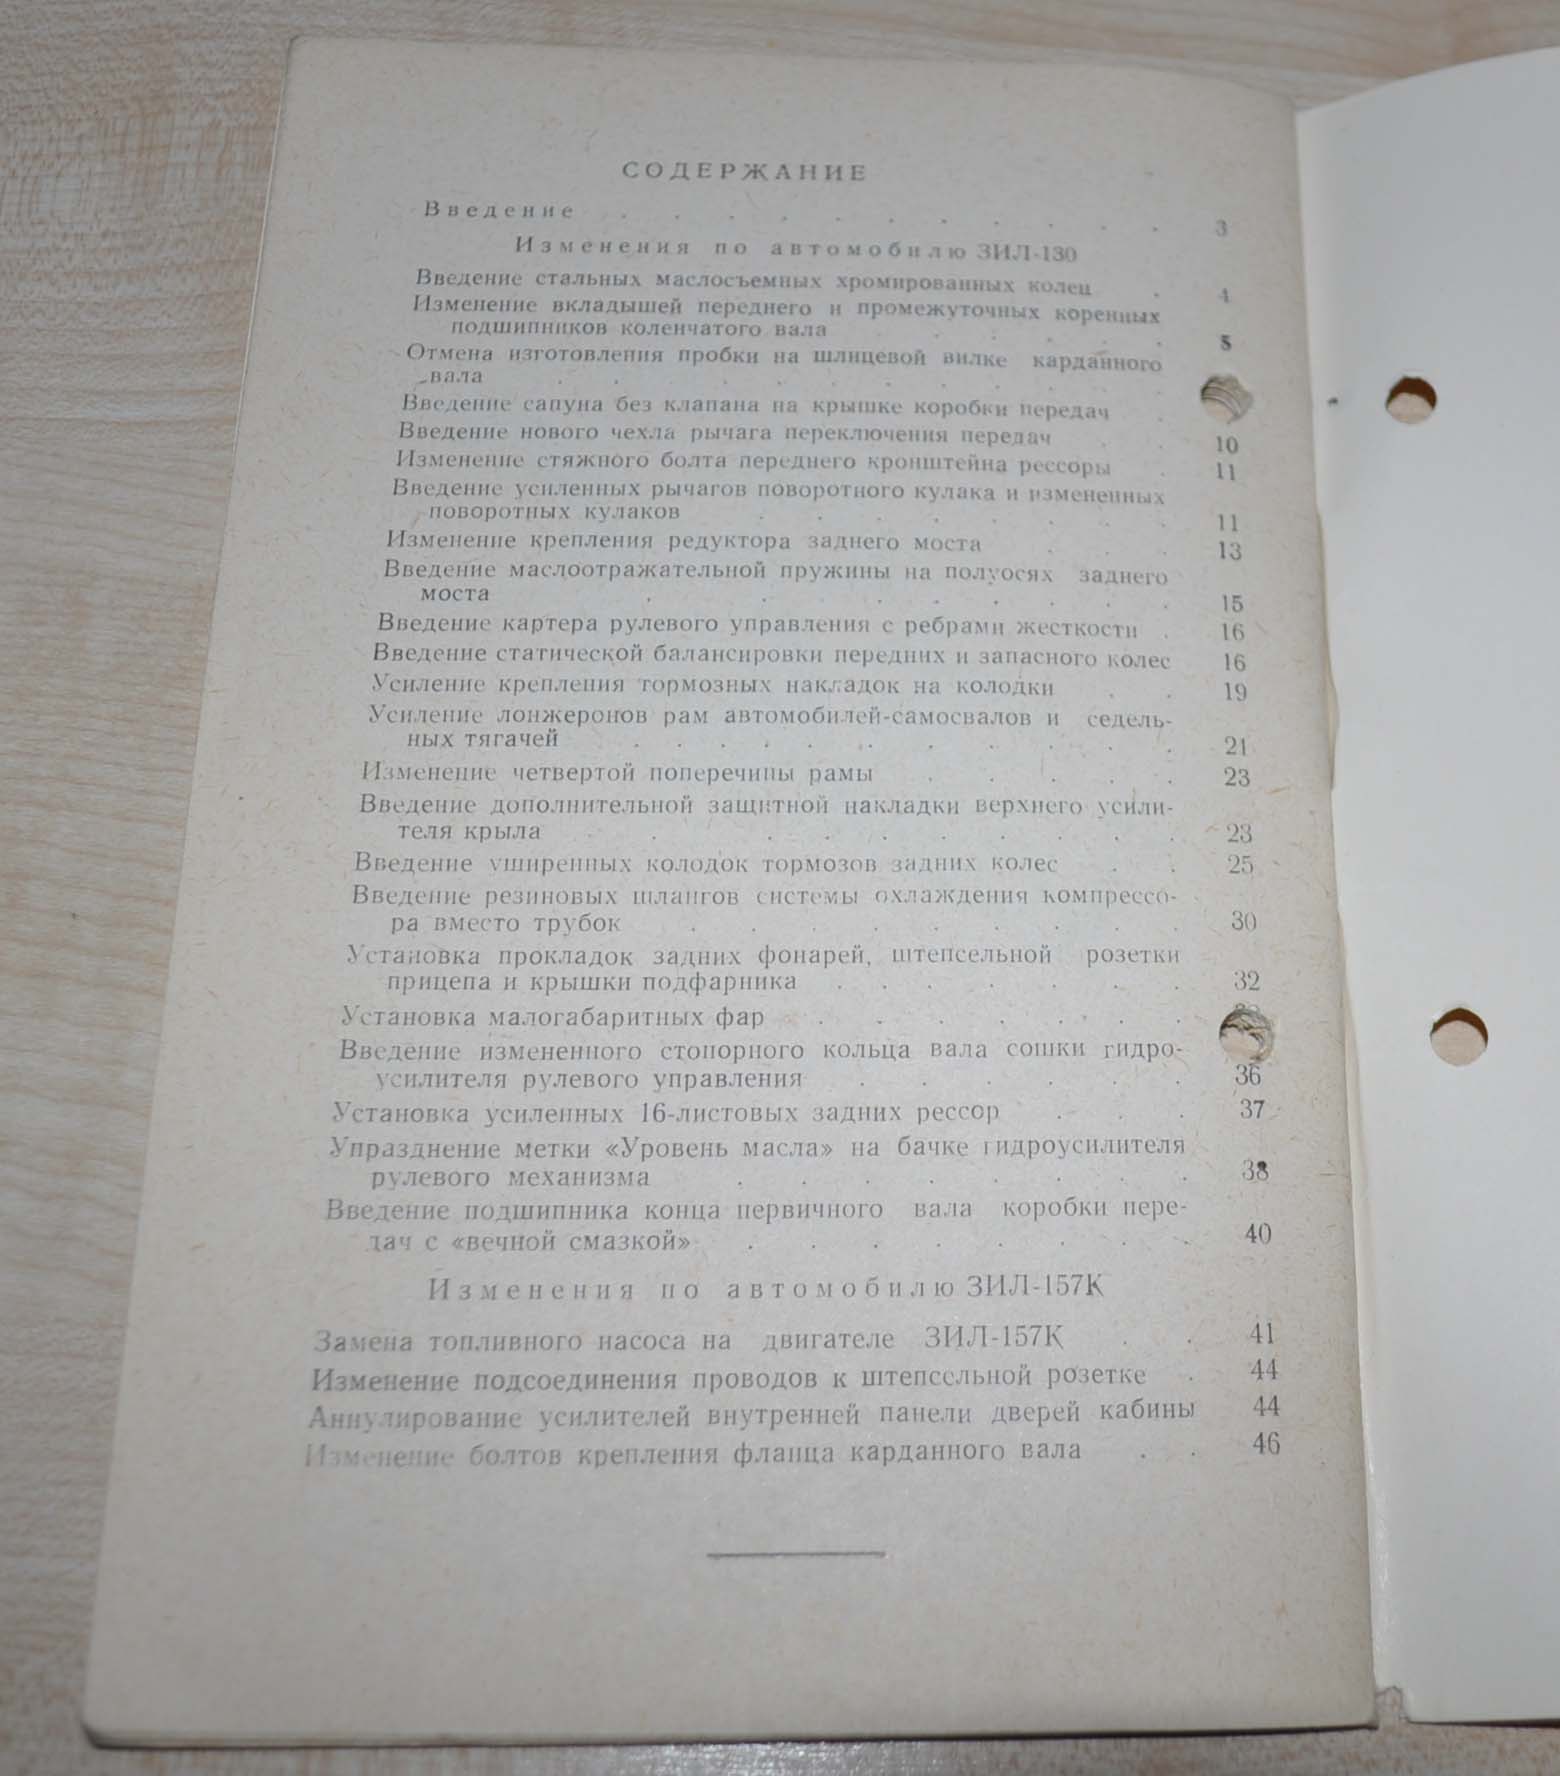 СОДЕРЖАНИЕ
Введение . . . . . . . . . . . 3
Изменения по автомобилю ЗИЛ-130
Введение стальных маслосъемных хромированных колец . 4
Изменение вкладышей переднего и промежуточных коренных
подшипников коленчатого вала . . . . . 5
Отмена изготовления пробки на шлицевой вилке карданного
вала . . . . . . . . . . .
Введение сапуна без клапана на крышке коробки передач .
Введение нового чехла рычага переключения передач . . 10
Изменение стяжного болта переднего кронштейна рессоры . 11
Введение усиленных рычагов поворотного кулака и измененных
поворотных кулаков . . . . . . . . 11
Изменение крепления редуктора заднего моста . . . 13
Введение маслоотражательной пружины на полуосях заднего
моста . . . . . . . . . 15
Введение картера рулевого управления с ребрами жесткости . 16
Введение статической балансировки передних и запасного колес 16
Усиление крепления тормозных накладок на колодки . . 19
Усиление лонжеронов рам автомобилей-самосвалов и седель-
ных тягачей . . . . . . . . . . 21
Изменение четвертой поперечины рамы . . . . . 23
Введение дополнительной защитной накладки верхнего усили-
теля крыла . . . . . . . . . 23
Введение уширенных колодок тормозов задних колес . . 25
Введение резиновых шлангов системы охлаждения компрессо-
ра вместо трубок . . . . . . . . . 30
Установка прокладок задних фонарей, штепсельной розетки
прицепа и крышки подфарника . . . . . . . 32
Установка малогабаритных фар . . . . . . .
Введение измененного стопорного кольца вала сошки гидро-
усилителя рулевого управления . . . . . . 36
Установка усиленных 16-листовых задних рессор . . . 37
Упразднение метки «Уровень масла» на бачке гидроусилителя
рулевого механизма . . . . . . . . 38
Введение подшипника конца первичного вала коробки пере-
дач с «вечной смазкой» . . . . . . . . 40
Изменения по автомобилю ЗИЛ-157К
Замена топливного насоса на двигателе ЗИЛ-157К . . 41
Изменение подсоединения проводов к штепсельной розетке . 44
Аннулирование усилителей внутренней панели дверей кабины 44
Изменение болтов крепления фланца карданного вала . . 46